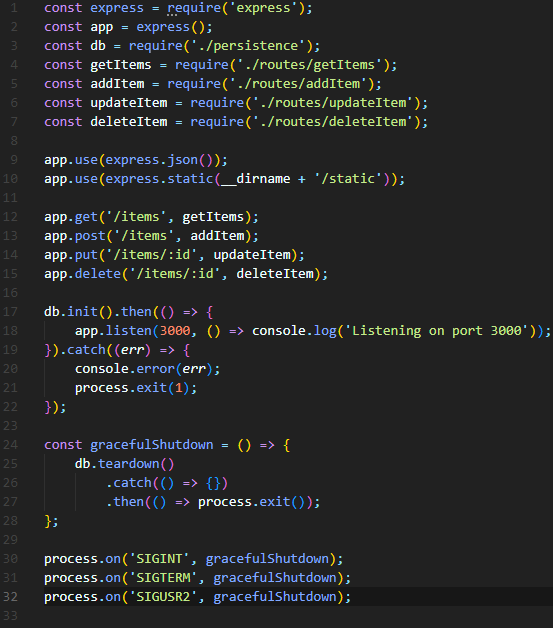 1 const express = require('express');
2 const app = express();
3 const db = require('./persistence');
4 const getItems = require('./routes/getItems');
5 const addItem = require('./routes/addItem');
6 const updateItem = require('./routes/updateItem');
7 const deleteItem = require('./routes/deleteItem');
8
9 app.use(express.json());
10 app.use(express.static(__dirname + '/static'));
11
12 app.get('/items', getItems);
13 app.post('/items', addItem);
14 app.put('/items/:id', updateItem);
15 app.delete('/items/:id', deleteItem);
16
17 db.init().then(() => {
18     app.listen(3000, () => console.log('Listening on port 3000'));
19 }).catch((err) => {
20     console.error(err);
21     process.exit(1);
22 });
23
24 const gracefulShutdown = () => {
25     db.teardown()
26         .catch(() => {})
27         .then(() => process.exit());
28 };
29
30 process.on('SIGINT', gracefulShutdown);
31 process.on('SIGTERM', gracefulShutdown);
32 process.on('SIGUSR2', gracefulShutdown);
33